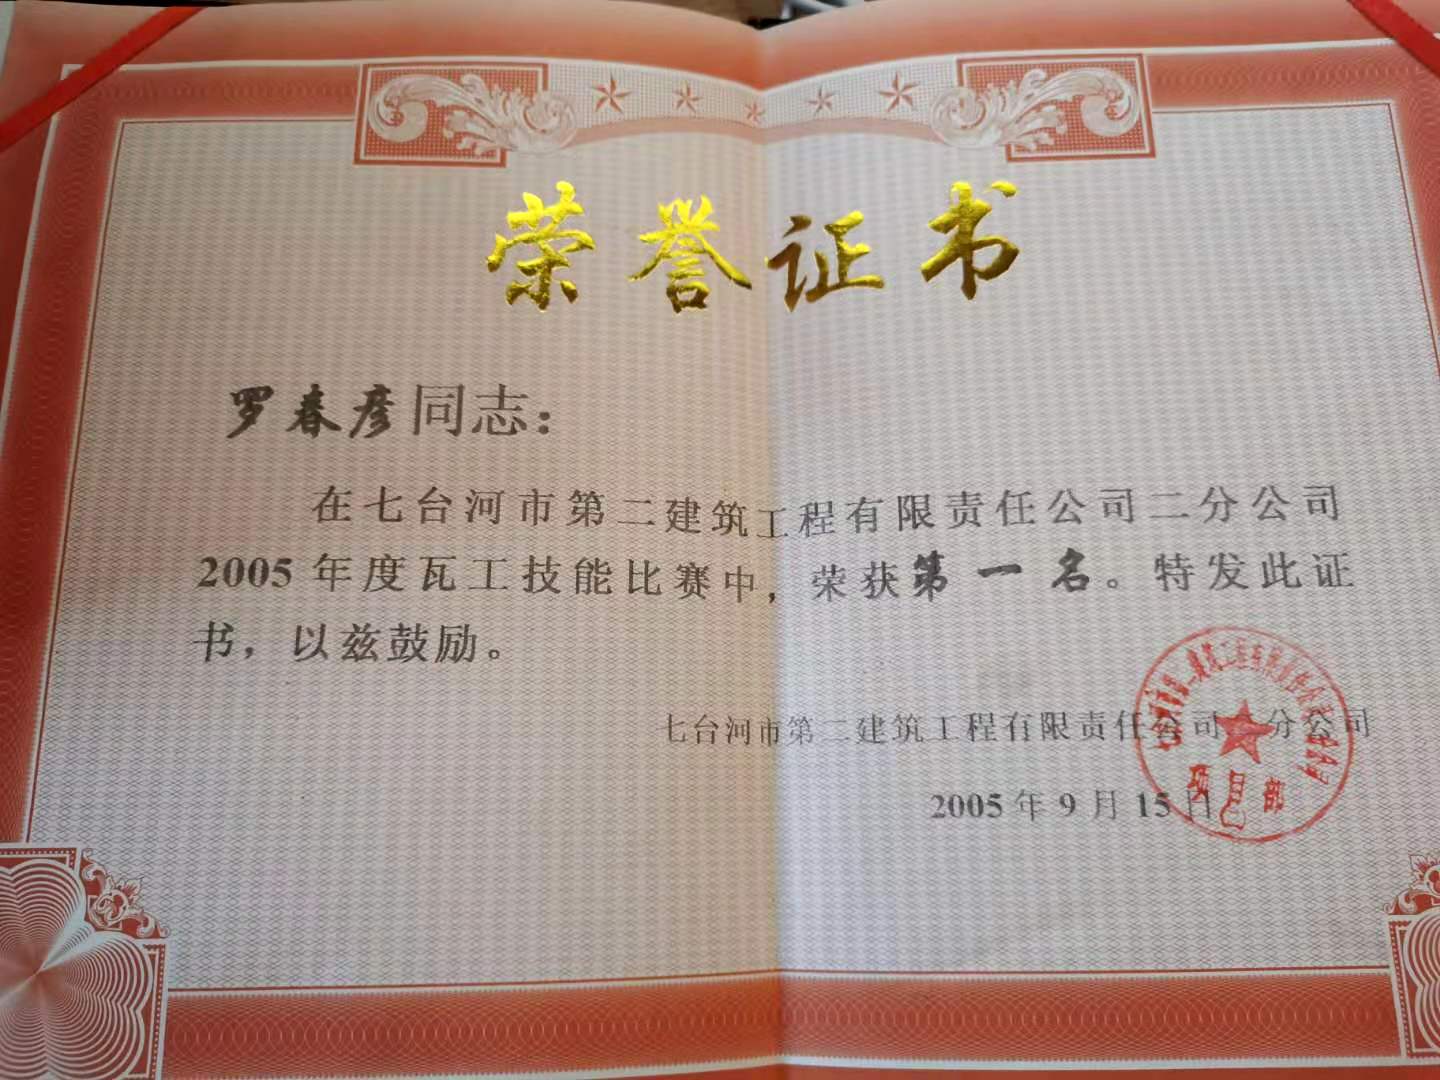 荣誉证书
罗春彦同志：
在七台河市第二建筑工程有限责任公司二分公司
2005年度瓦工技能比赛中，荣获第一名。特发此证
书，以兹鼓励。
七台河市第二建筑工程有限责任公司二分公司
2005年9月15日
项目部